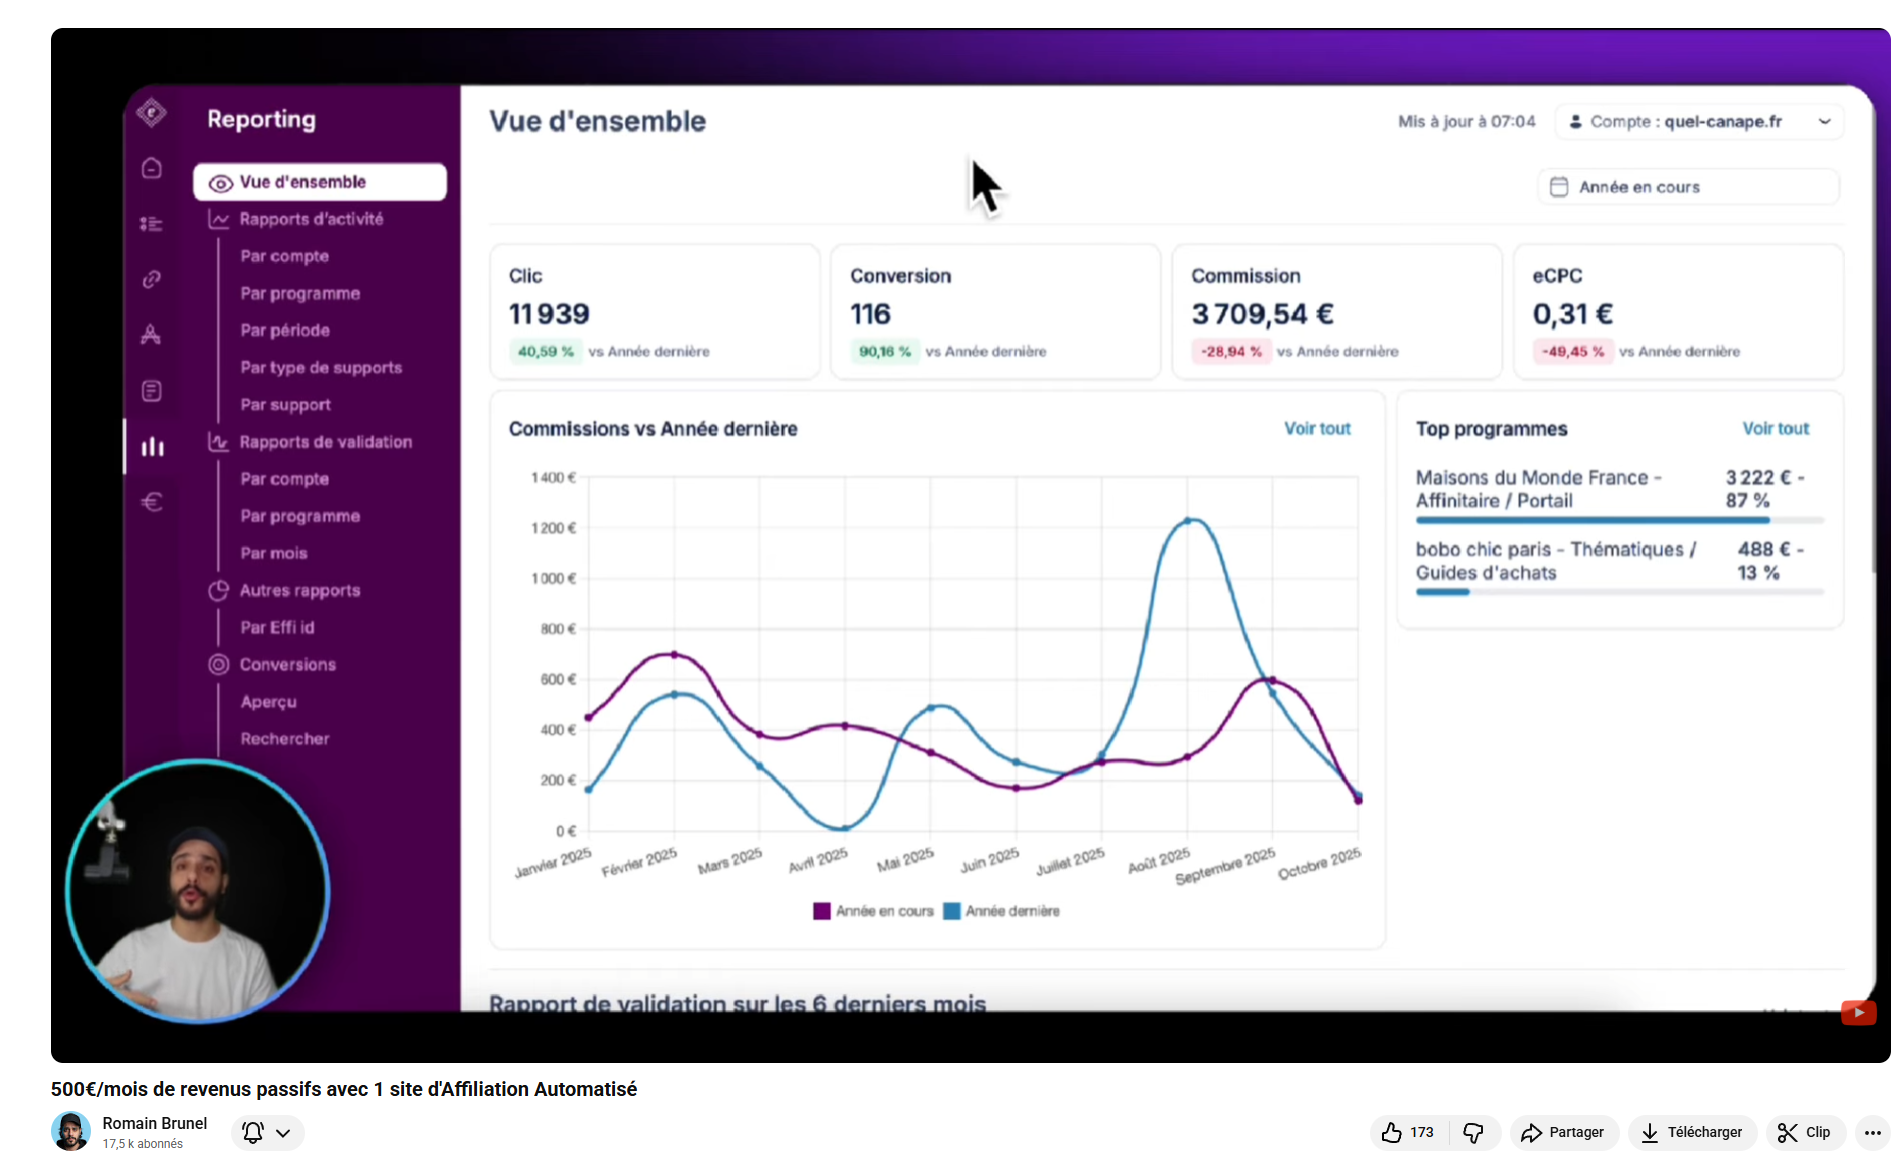 Reporting
Vue d'ensemble
Rapports d'activité
Par compte
Par programme
Par période
Par type de supports
Par support
Rapports de validation
Par compte
Par programme
Par mois
Autres rapports
Par Effi id
Conversions
Aperçu
Rechercher
Vue d'ensemble
Mis à jour à 07:04
Compte : quel-canape.fr
Année en cours
Clic
11 939
40,59 % vs Année dernière
Conversion
116
90,16 % vs Année dernière
Commission
3 709,54 €
-28,94 % vs Année dernière
eCPC
0,31 €
-49,45 % vs Année dernière
Commissions vs Année dernière
Voir tout
1 400 €
1 200 €
1 000 €
800 €
600 €
400 €
200 €
0 €
Janvier 2025
Février 2025
Mars 2025
Avril 2025
Mai 2025
Juin 2025
Juillet 2025
Août 2025
Septembre 2025
Octobre 2025
Année en cours
Année dernière
Top programmes
Voir tout
Maisons du Monde France -
Affinitaire / Portail
3 222 € -
87 %
bobo chic paris - Thématiques /
Guides d'achats
488 € -
13 %
Rapport de validation sur les 6 derniers mois
500€/mois de revenus passifs avec 1 site d'Affiliation Automatisé
Romain Brunel
17,5 k abonnés
173
Partager
Télécharger
Clip